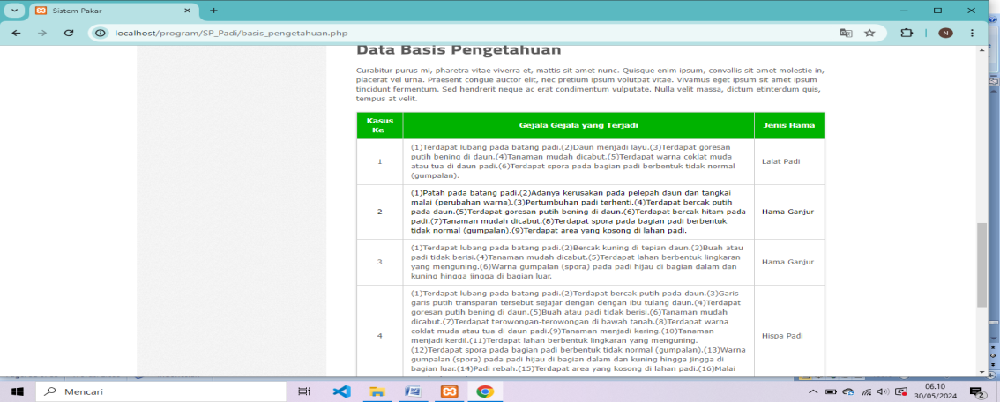 Sistem Pakar
localhost/program/SP_Padi/basis_pengetahuan.php
N
Data Basis Pengetahuan
Curabitur purus mi, pharetra vitae viverra et, mattis sit amet nunc. Quisque enim ipsum, convallis sit amet molestie in,
placerat vel urna. Praesent congue auctor elit, nec pretium ipsum volutpat vitae. Vivamus eget ipsum sit amet ipsum
tincidunt fermentum. Sed hendrerit neque ac erat condimentum vulputate. Nulla velit massa, dictum etinterdum quis,
tempus at velit.
Kasus
Ke-
Gejala Gejala yang Terjadi
Jenis Hama
1
(1)Terdapat lubang pada batang padi.(2)Daun menjadi layu.(3)Terdapat goresan
putih bening di daun.(4)Tanaman mudah dicabut.(5)Terdapat warna coklat muda
atau tua di daun padi.(6)Terdapat spora pada bagian padi berbentuk tidak normal
(gumpalan).
Lalat Padi
2
(1)Patah pada batang padi.(2)Adanya kerusakan pada pelepah daun dan tangkai
malai (perubahan warna).(3)Pertumbuhan padi terhenti.(4)Terdapat bercak putih
pada daun.(5)Terdapat goresan putih bening di daun.(6)Terdapat bercak hitam pada
padi.(7)Tanaman mudah dicabut.(8)Terdapat spora pada bagian padi berbentuk
tidak normal (gumpalan).(9)Terdapat area yang kosong di lahan padi.
Hama Ganjur
3
(1)Terdapat lubang pada batang padi.(2)Bercak kuning di tepian daun.(3)Buah atau
padi tidak berisi.(4)Tanaman mudah dicabut.(5)Terdapat lahan berbentuk lingkaran
yang menguning.(6)Warna gumpalan (spora) pada padi hijau di bagian dalam dan
kuning hingga jingga di bagian luar.
Hama Ganjur
4
(1)Terdapat lubang pada batang padi.(2)Terdapat bercak putih pada daun.(3)Garis-
garis putih transparan tersebut sejajar dengan dengan ibu tulang daun.(4)Terdapat
goresan putih bening di daun.(5)Buah atau padi tidak berisi.(6)Tanaman mudah
dicabut.(7)Terdapat terowongan-terowongan di bawah tanah.(8)Terdapat warna
coklat muda atau tua di daun padi.(9)Tanaman menjadi kering.(10)Tanaman
menjadi kerdil.(11)Terdapat lahan berbentuk lingkaran yang menguning.
(12)Terdapat spora pada bagian padi berbentuk tidak normal (gumpalan).(13)Warna
gumpalan (spora) pada padi hijau di bagian dalam dan kuning hingga jingga di
bagian luar.(14)Padi rebah.(15)Terdapat area yang kosong di lahan padi.(16)Malai
Hispa Padi
Mencari
06.10
30/05/2024
2